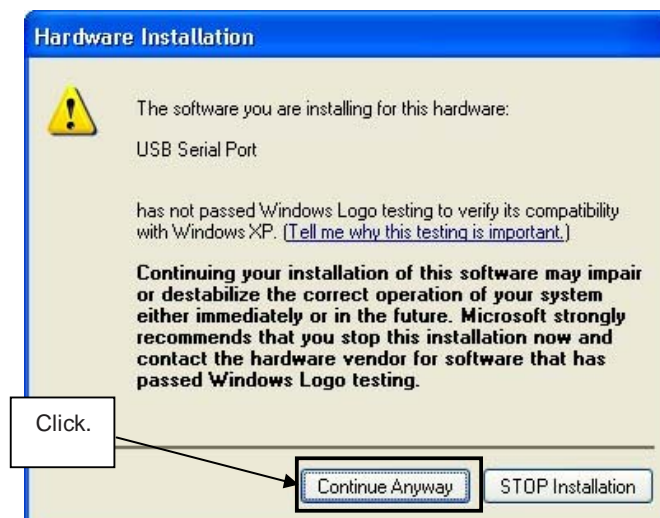 Hardware Installation
The software you are installing for this hardware:
USB Serial Port
has not passed Windows Logo testing to verify its compatibility
with Windows XP. (Tell me why this testing is important.)
Continuing your installation of this software may impair
or destabilize the correct operation of your system
either immediately or in the future. Microsoft strongly
recommends that you stop this installation now and
contact the hardware vendor for software that has
passed Windows Logo testing.
Click.
Continue Anyway
STOP Installation